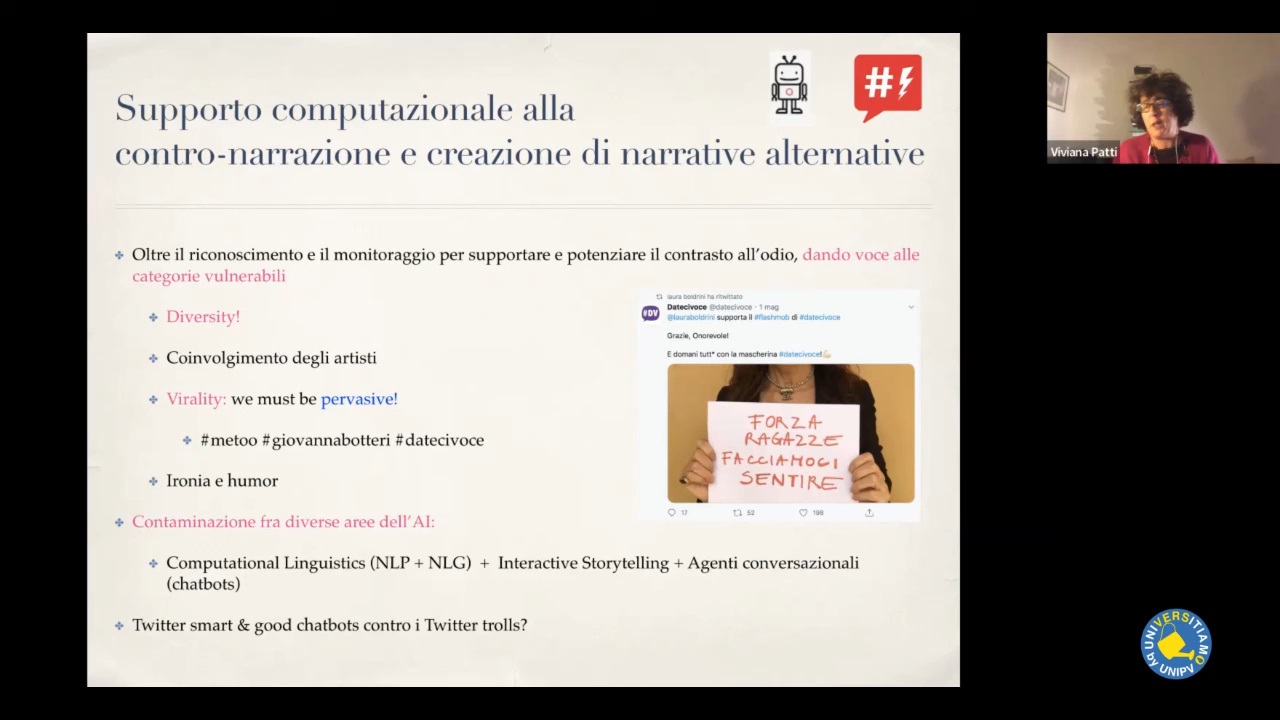 #
Supporto computazionale alla
contro-narrazione e creazione di narrative alternative
Viviana Patti
Oltre il riconoscimento e il monitoraggio per supportare e potenziare il contrasto all'odio, dando voce alle
categorie vulnerabili
Diversity!
Coinvolgimento degli artisti
Virality: we must be pervasive!
#metoo #giovannabotteri #datecivoce
Ironia e humor
laura boldrini ha ritwittato
#DV
Datecivoce @datecivoce · 1 mag
@lauraboldrini supporta il #flashmob di #datecivoce
Grazie, Onorevole!
E domani tutt* con la mascherina #datecivoce!
FORZA
RAGAZZE
FACCIAMOCI
SENTIRE
17 52 198
Contaminazione fra diverse aree dell'AI:
Computational Linguistics (NLP + NLG) + Interactive Storytelling + Agenti conversazionali
(chatbots)
Twitter smart & good chatbots contro i Twitter trolls?
UNIVERSITIAMO
by UNIPV